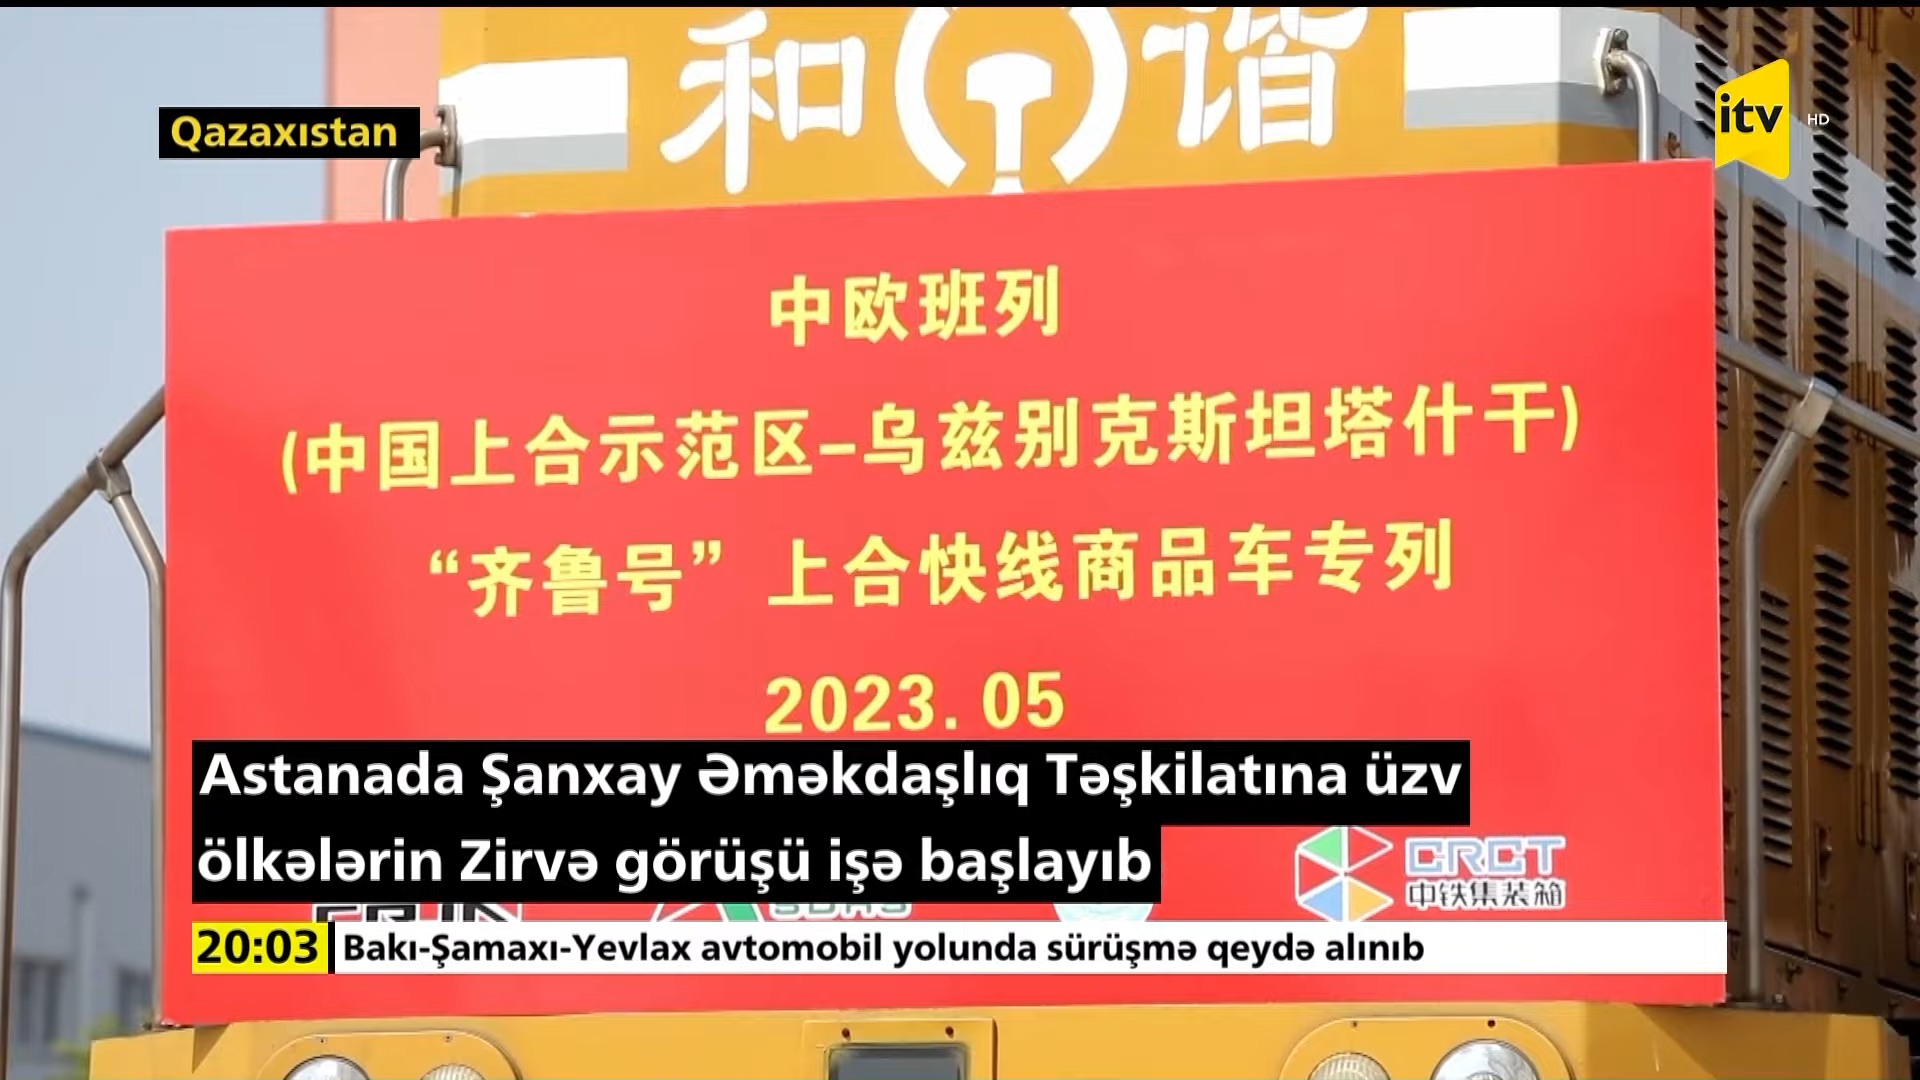 和谐
Qazaxıstan
itv HD
中欧班列
(中国上合示范区-乌兹别克斯坦塔什干)
“齐鲁号” 上合快线商品车专列
2023.05
Astanada Şanxay Əməkdaşlıq Təşkilatına üzv
ölkələrin Zirvə görüşü işə başlayıb
CRCT
中铁集装箱
20:03 Bakı-Şamaxı-Yevlax avtomobil yolunda sürüşmə qeydə alınıb